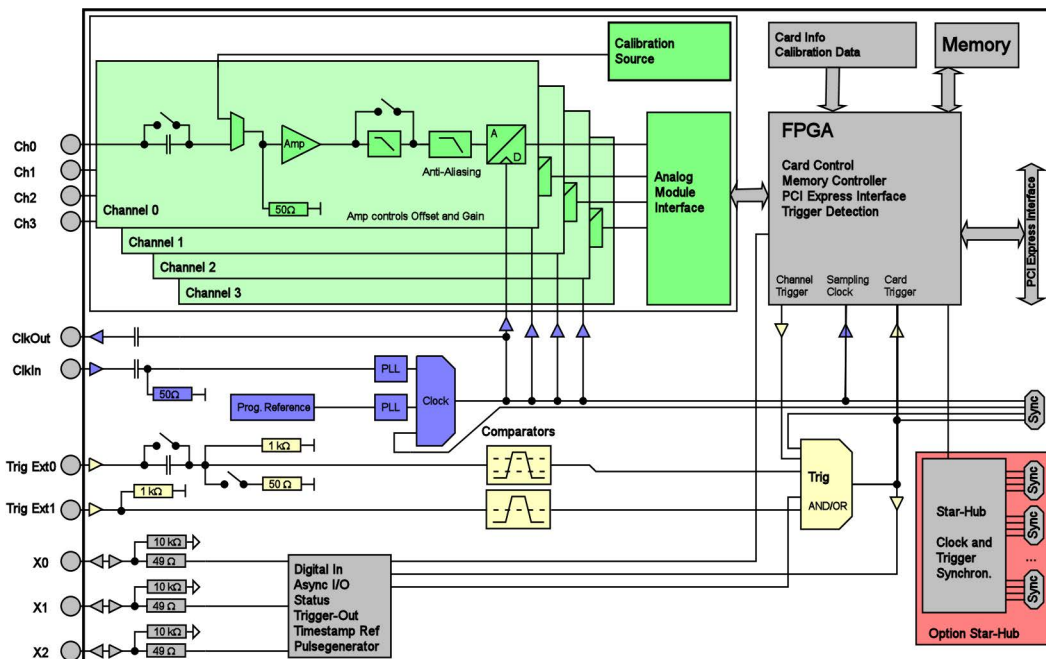 Calibration
Source
Card Info
Calibration Data
Memory
Ch0
Ch1
Ch2
Ch3
Amp
Anti-Aliasing
A
D
50Ω
Amp controls Offset and Gain
Channel 0
Channel 1
Channel 2
Channel 3
Analog
Module
Interface
FPGA
Card Control
Memory Controller
PCI Express Interface
Trigger Detection
Channel
Trigger
Sampling
Clock
Card
Trigger
PCI Express Interface
ClkOut
ClkIn
50Ω
PLL
Prog. Reference
PLL
Clock
Sync
Comparators
Trig Ext0
1 kΩ
50 Ω
Trig Ext1
1 kΩ
Trig
AND/OR
X0
10 kΩ
49 Ω
X1
10 kΩ
49 Ω
X2
10 kΩ
49 Ω
Digital In
Async I/O
Status
Trigger-Out
Timestamp Ref
Pulsegenerator
Star-Hub
Clock and
Trigger
Synchron.
Sync
Sync
...
Sync
Option Star-Hub